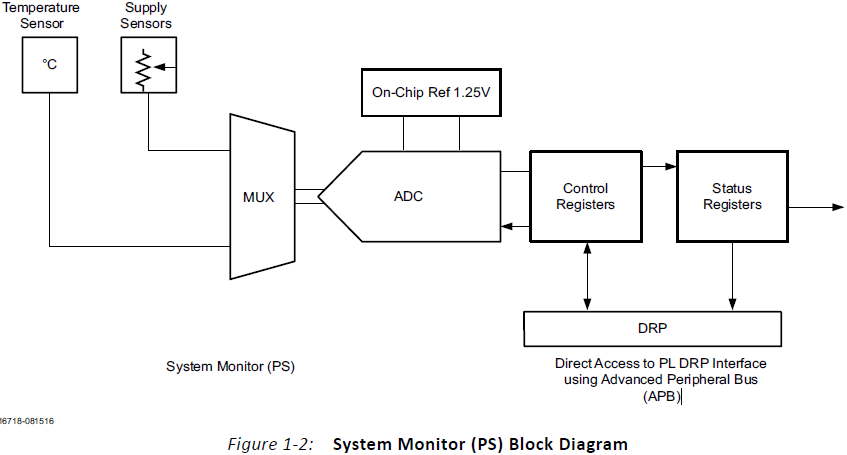 Temperature
Sensor
Supply
Sensors
°C
On-Chip Ref 1.25V
MUX
ADC
Control
Registers
Status
Registers
DRP
System Monitor (PS)
Direct Access to PL DRP Interface
using Advanced Peripheral Bus
(APB)
16718-081516
Figure 1-2: System Monitor (PS) Block Diagram